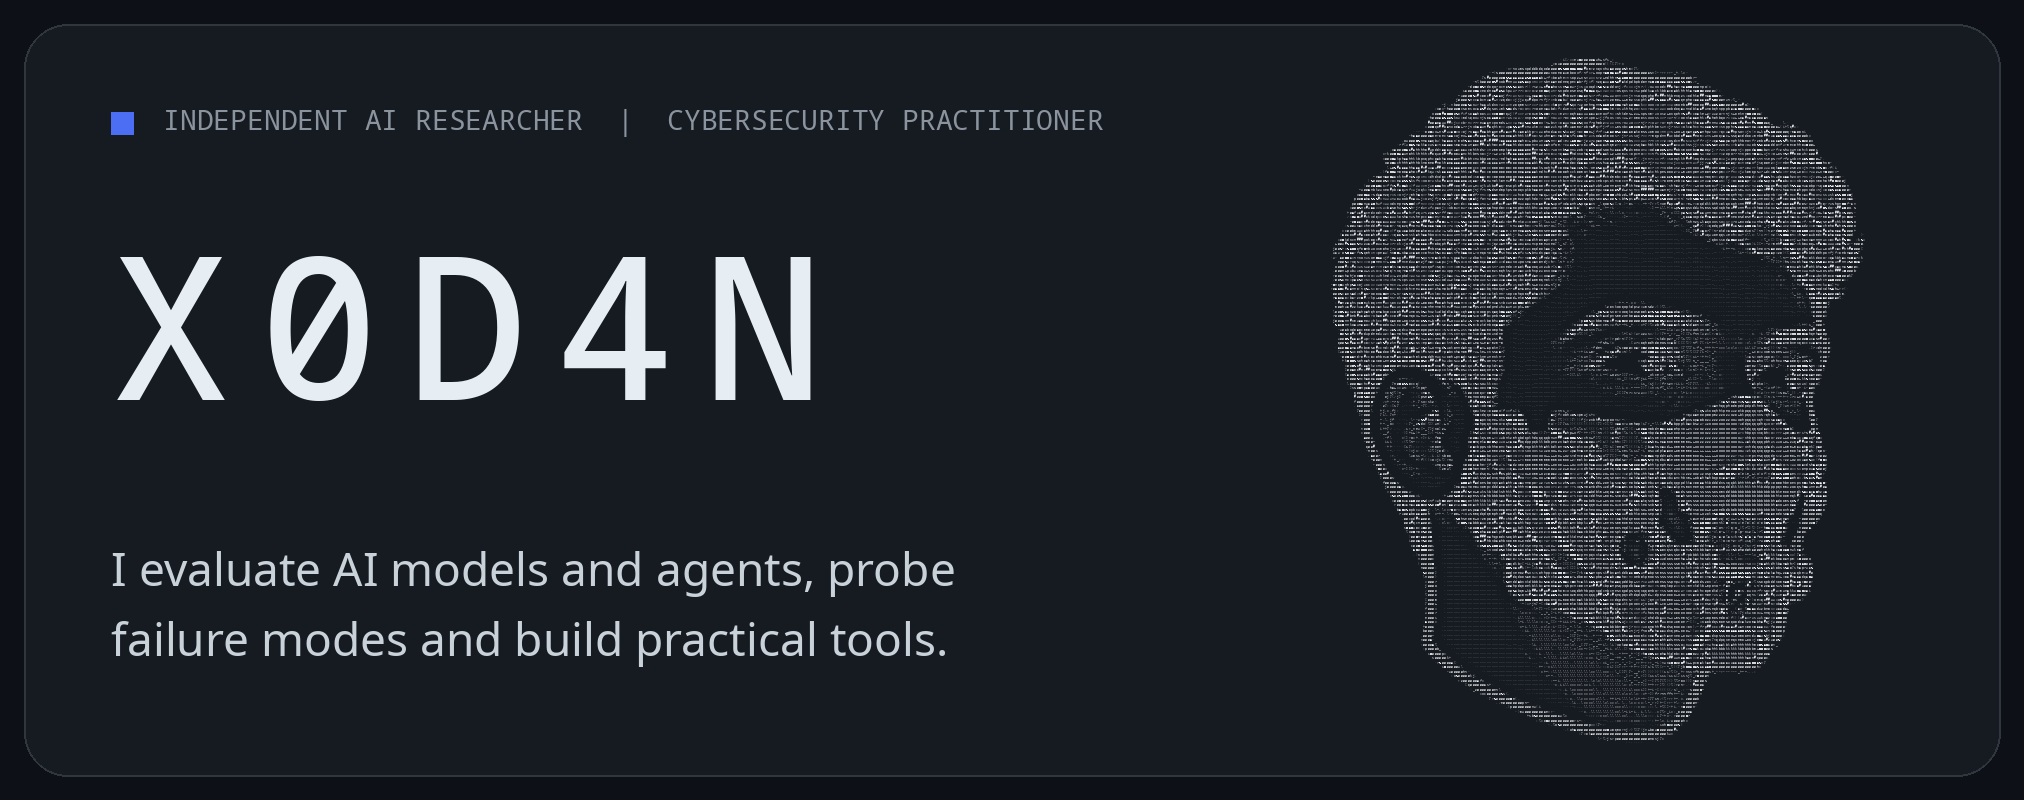 INDEPENDENT AI RESEARCHER | CYBERSECURITY PRACTITIONER
X0D4N
I evaluate AI models and agents, probe
failure modes and build practical tools.